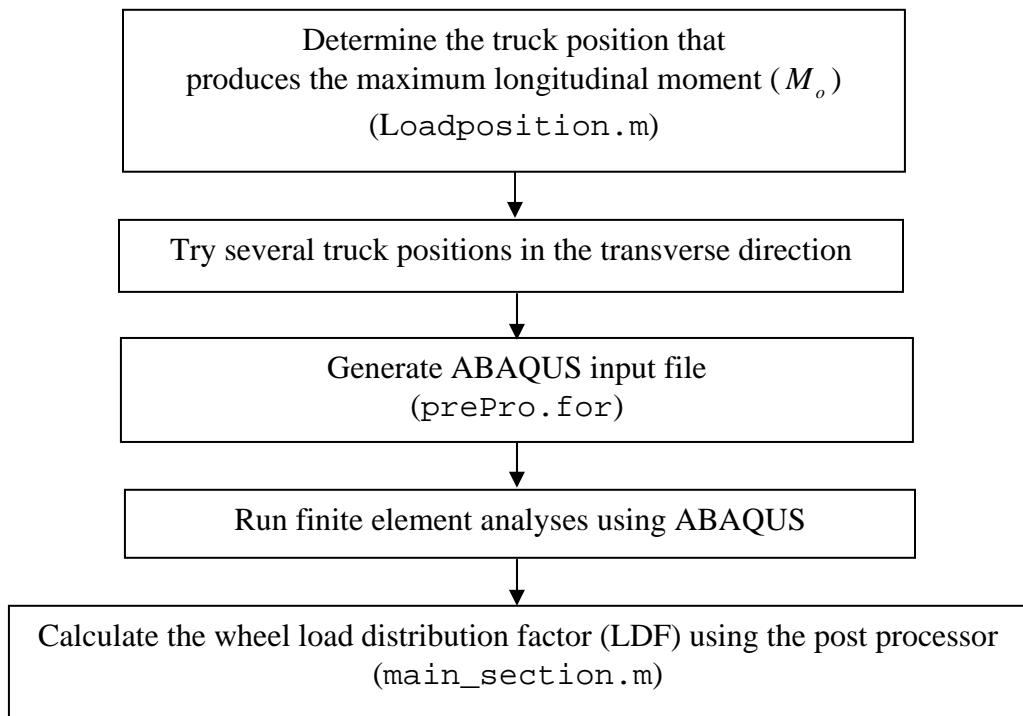 Determine the truck position that
produces the maximum longitudinal moment (M_o)
(Loadposition.m)
Try several truck positions in the transverse direction
Generate ABAQUS input file
(prePro.for)
Run finite element analyses using ABAQUS
Calculate the wheel load distribution factor (LDF) using the post processor
(main_section.m)